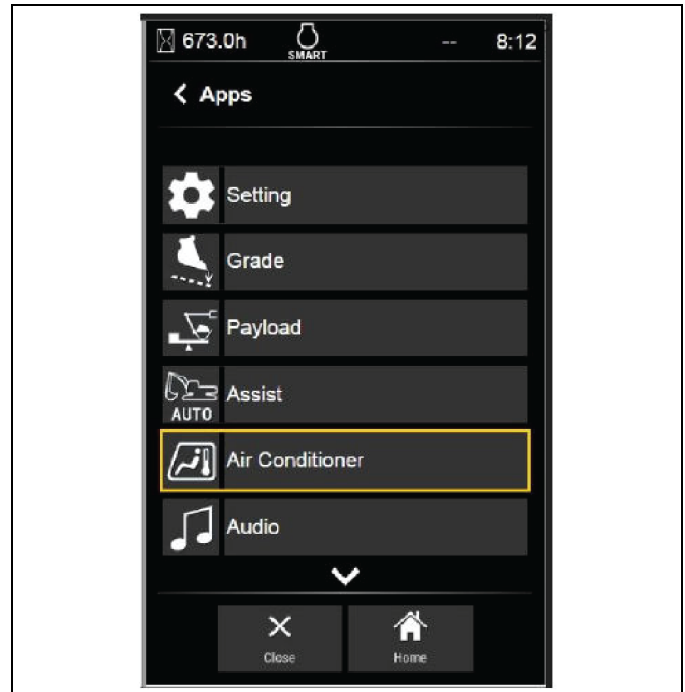 673.0h SMART -- 8:12
Apps
Setting
Grade
Payload
AUTO Assist
Air Conditioner
Audio
Close Home